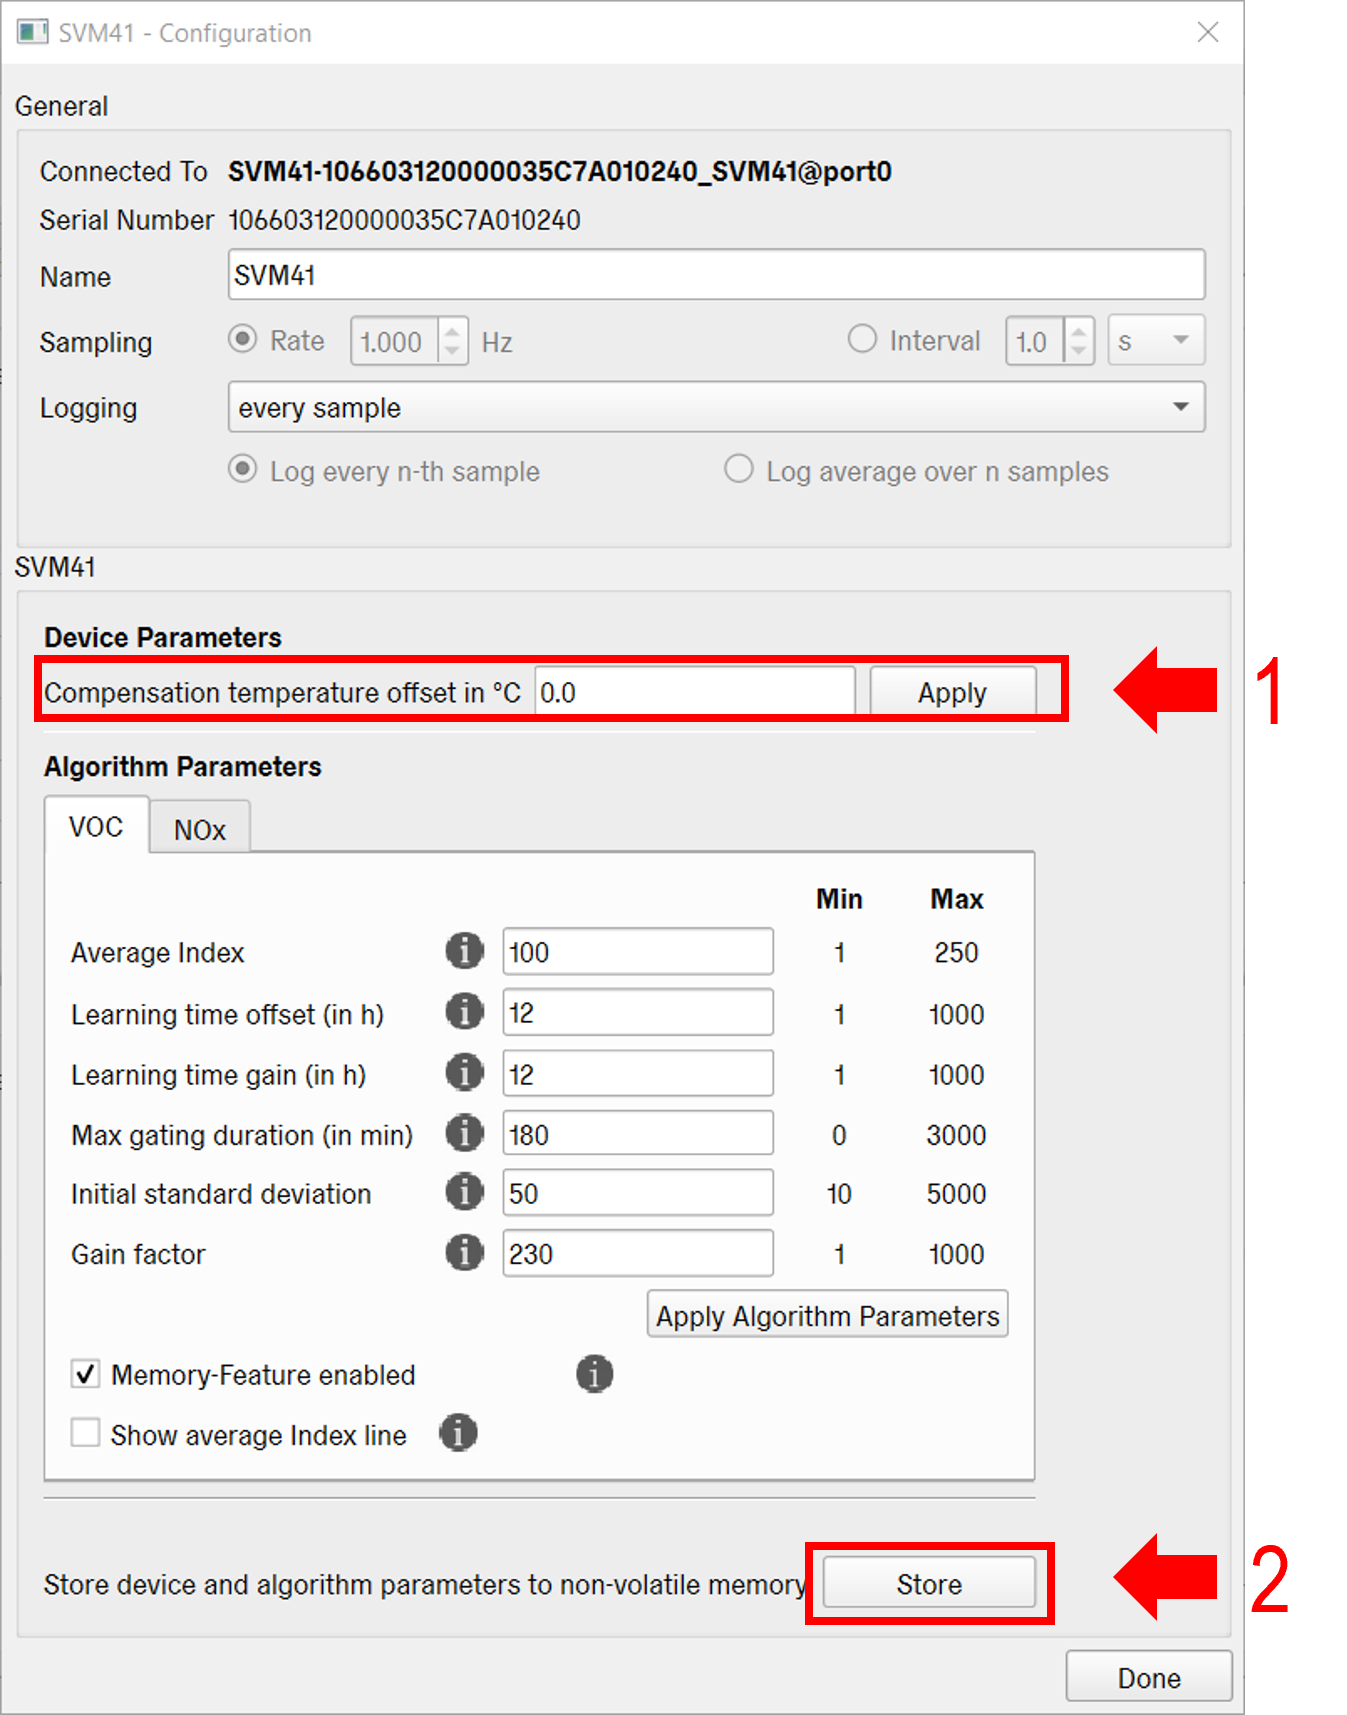 SVM41 - Configuration
General
Connected To SVM41-106603120000035C7A010240_SVM41@port0
Serial Number 106603120000035C7A010240
Name SVM41
Sampling Rate 1.000 Hz Interval 1.0 s
Logging every sample
Log every n-th sample Log average over n samples
SVM41
Device Parameters
Compensation temperature offset in °C 0.0 Apply 1
Algorithm Parameters
VOC NOx
Min Max
Average Index i 100 1 250
Learning time offset (in h) i 12 1 1000
Learning time gain (in h) i 12 1 1000
Max gating duration (in min) i 180 0 3000
Initial standard deviation i 50 10 5000
Gain factor i 230 1 1000
Apply Algorithm Parameters
Memory-Feature enabled i
Show average Index line i
Store device and algorithm parameters to non-volatile memory Store 2
Done